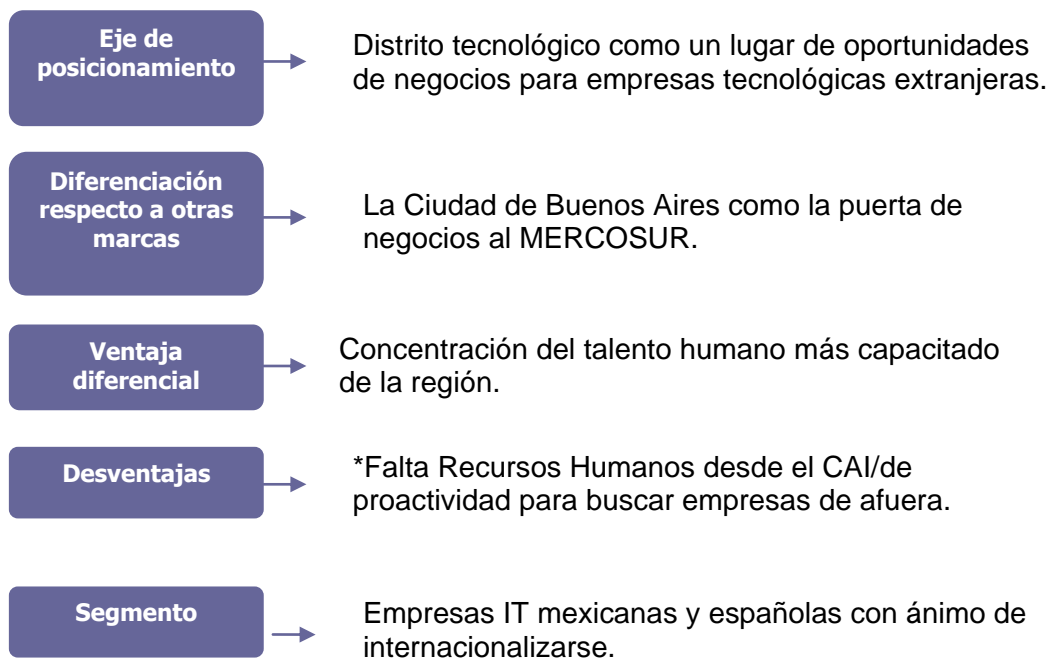 Eje de
posicionamiento
Distrito tecnológico como un lugar de oportunidades
de negocios para empresas tecnológicas extranjeras.
Diferenciación
respecto a otras
marcas
La Ciudad de Buenos Aires como la puerta de
negocios al MERCOSUR.
Ventaja
diferencial
Concentración del talento humano más capacitado
de la región.
Desventajas
*Falta Recursos Humanos desde el CAI/de
proactividad para buscar empresas de afuera.
Segmento
Empresas IT mexicanas y españolas con ánimo de
internacionalizarse.